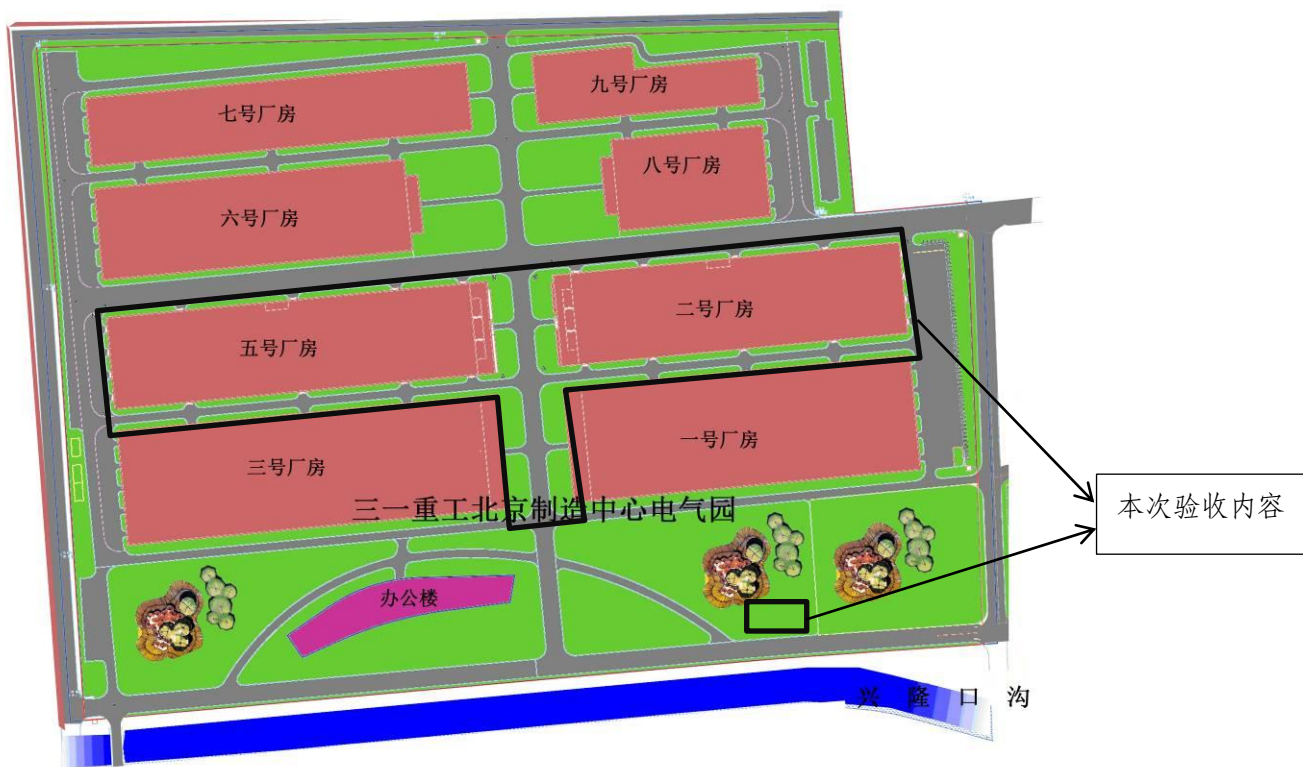 七号厂房
九号厂房
八号厂房
六号厂房
二号厂房
五号厂房
一号厂房
三号厂房
三一重工北京制造中心电气园
本次验收内容
办公楼
兴隆口沟